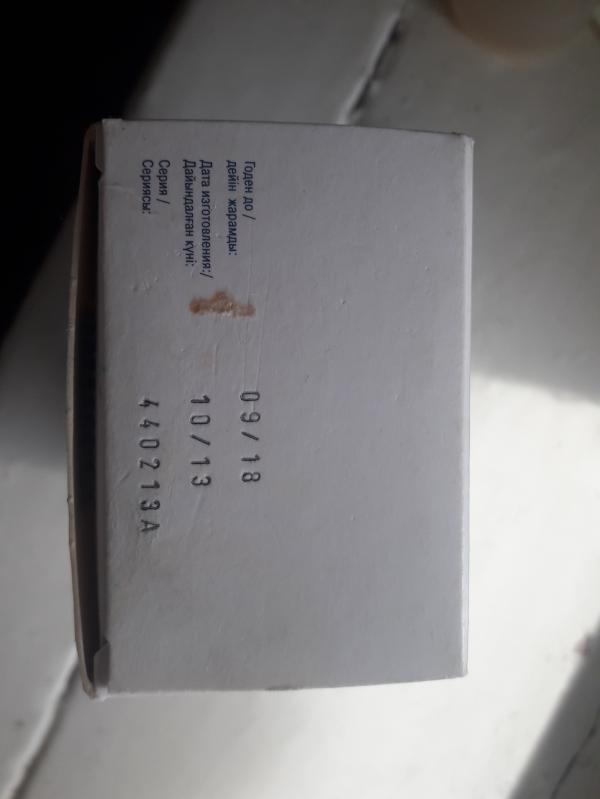 Годен до /
дейін жарамды: 09/18
Дата изготовления:/
Дайындалған күні: 10/13
Серия /
Сериясы: 440213A